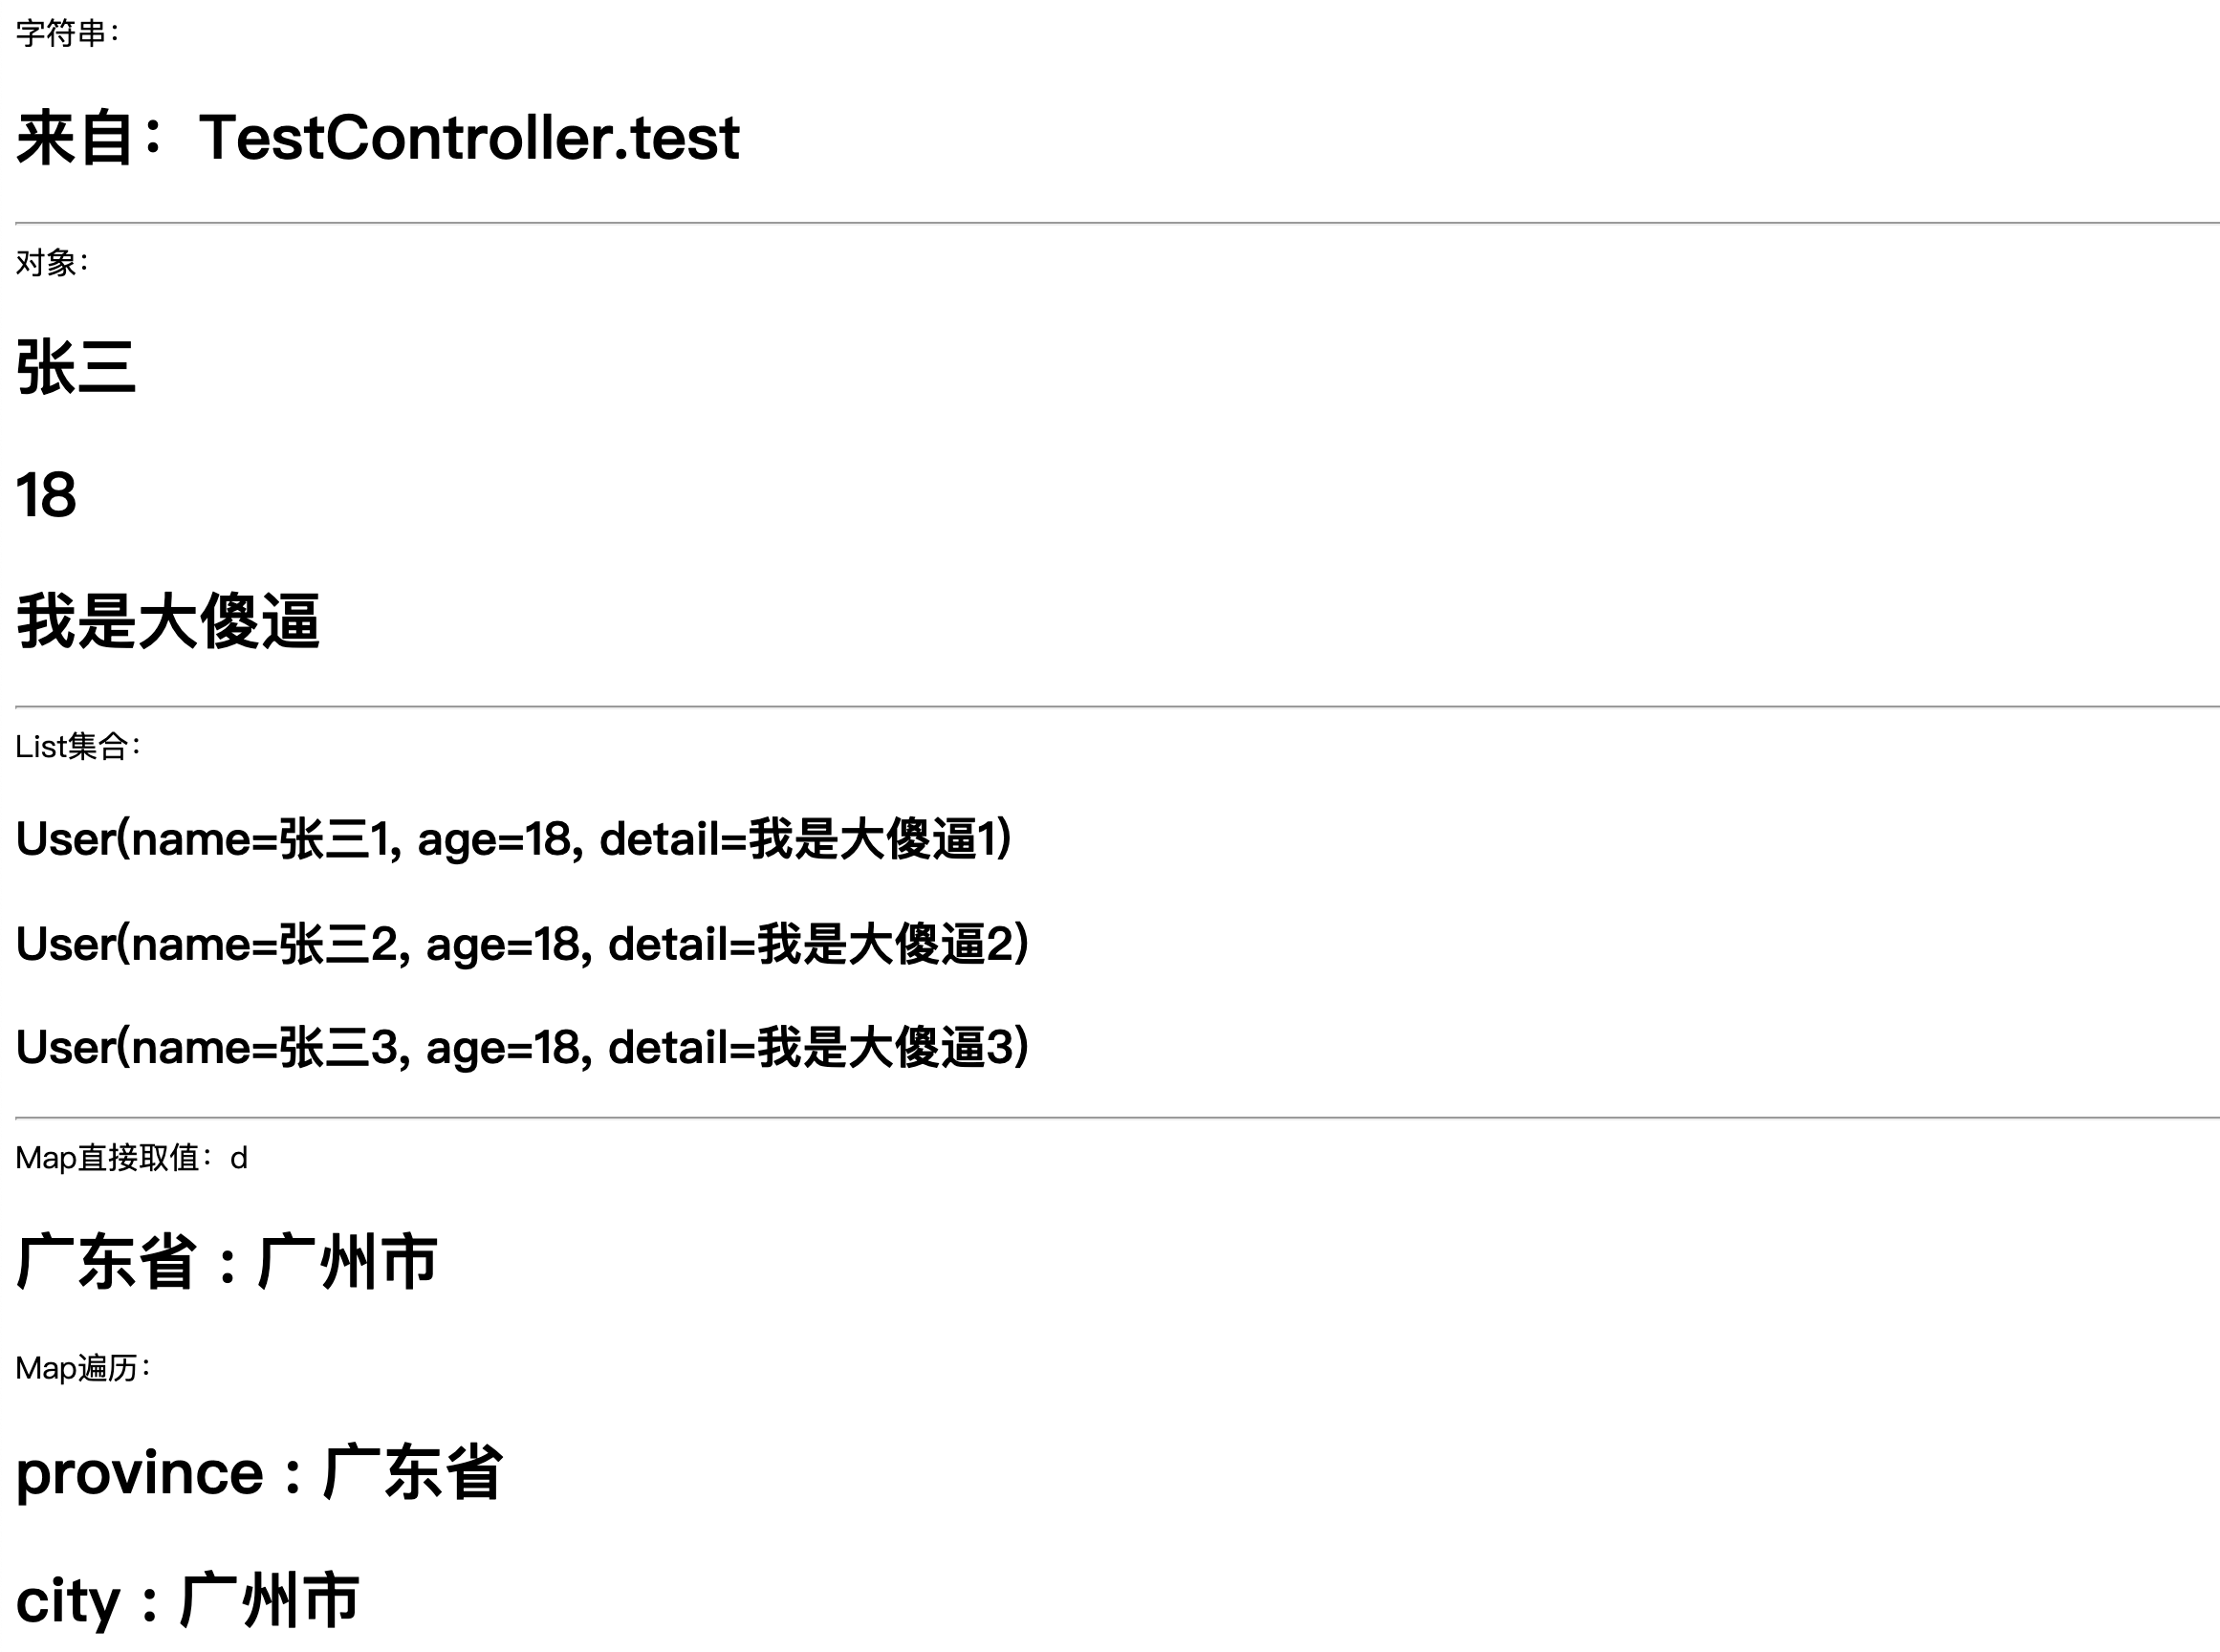 字符串：
来自： TestController.test
对象：
张三
18
我是大傻逼
List集合：
User(name=张三1, age=18, detail=我是大傻逼1)
User(name=张三2, age=18, detail=我是大傻逼2)
User(name=张三3, age=18, detail=我是大傻逼3)
Map直接取值：d
广东省：广州市
Map遍历：
province：广东省
city：广州市